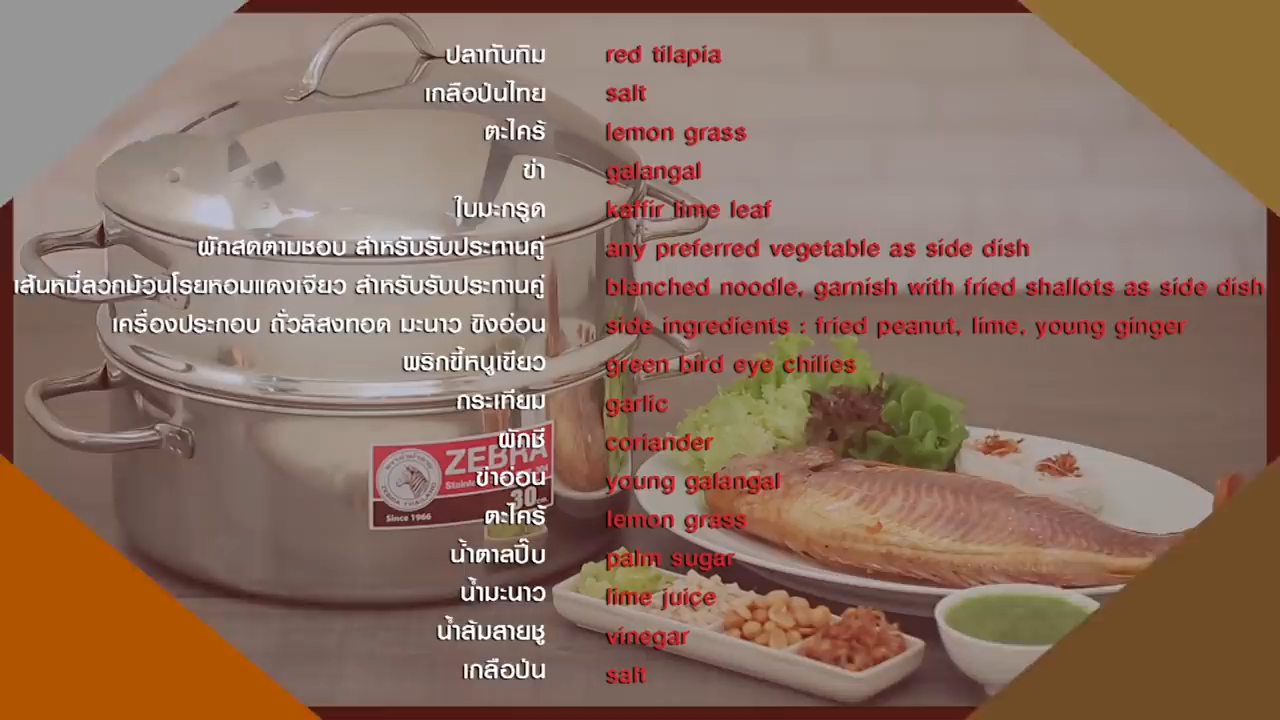 ปลาทับทิม red tilapia
เกลือป่นไทย salt
ตะไคร้ lemon grass
ข่า galangal
ใบมะกรูด kaffir lime leaf
ผักสดตามชอบ สำหรับรับประทานคู่ any preferred vegetable as side dish
เส้นหมี่ลวกม้วนโรยหอมแดงเจียว สำหรับรับประทานคู่ blanched noodle, garnish with fried shallots as side dish
เครื่องประกอบ ถั่วลิสงทอด มะนาว ขิงอ่อน side ingredients : fried peanut, lime, young ginger
พริกขี้หนูเขียว green bird eye chilies
กระเทียม garlic
ผักชี coriander
ZEBRA
ข่าอ่อน young galangal
30 cm.
Since 1966
ตะไคร้ lemon grass
น้ำตาลปี๊บ palm sugar
น้ำมะนาว lime juice
น้ำส้มสายชู vinegar
เกลือป่น salt